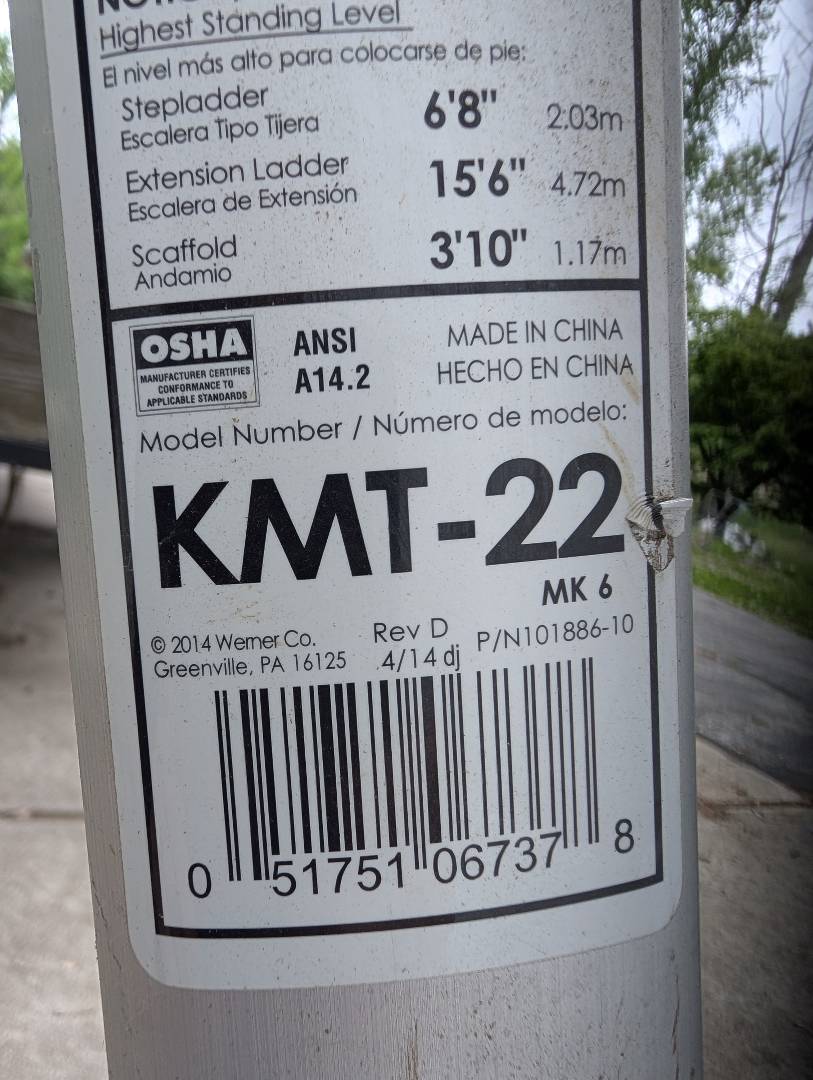 Highest Standing Level
El nivel más alto para colocarse de pie:
Stepladder
Escalera Tipo Tijera
6'8" 2.03m
Extension Ladder
Escalera de Extensión
15'6" 4.72m
Scaffold
Andamio
3'10" 1.17m
OSHA
MANUFACTURER CERTIFIES
CONFORMANCE TO
APPLICABLE STANDARDS
ANSI
A14.2
MADE IN CHINA
HECHO EN CHINA
Model Number / Número de modelo:
KMT-22
MK 6
© 2014 Werner Co.
Greenville, PA 16125
Rev D
4/14 dj
P/N101886-10
0 51751 06737 8